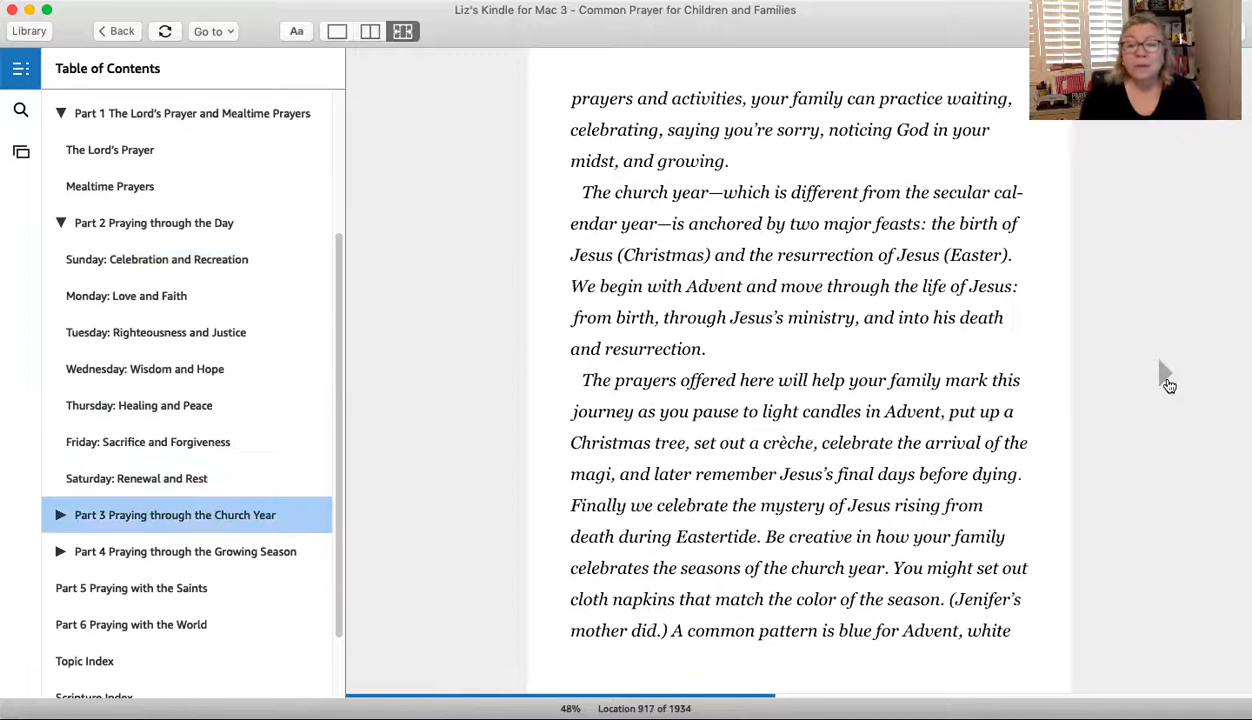 Liz's Kindle for Mac 3 - Common Prayer for Children and Families
Library
Back
Go to
Aa
Table of Contents
Part 1 The Lord's Prayer and Mealtime Prayers
The Lord's Prayer
Mealtime Prayers
Part 2 Praying through the Day
Sunday: Celebration and Recreation
Monday: Love and Faith
Tuesday: Righteousness and Justice
Wednesday: Wisdom and Hope
Thursday: Healing and Peace
Friday: Sacrifice and Forgiveness
Saturday: Renewal and Rest
Part 3 Praying through the Church Year
Part 4 Praying through the Growing Season
Part 5 Praying with the Saints
Part 6 Praying with the World
Topic Index
Scripture Index
prayers and activities, your family can practice waiting,
celebrating, saying you're sorry, noticing God in your
midst, and growing.
The church year—which is different from the secular cal-
endar year—is anchored by two major feasts: the birth of
Jesus (Christmas) and the resurrection of Jesus (Easter).
We begin with Advent and move through the life of Jesus:
from birth, through Jesus's ministry, and into his death
and resurrection.
The prayers offered here will help your family mark this
journey as you pause to light candles in Advent, put up a
Christmas tree, set out a crèche, celebrate the arrival of the
magi, and later remember Jesus's final days before dying.
Finally we celebrate the mystery of Jesus rising from
death during Eastertide. Be creative in how your family
celebrates the seasons of the church year. You might set out
cloth napkins that match the color of the season. (Jenifer's
mother did.) A common pattern is blue for Advent, white
48%
Location 917 of 1934